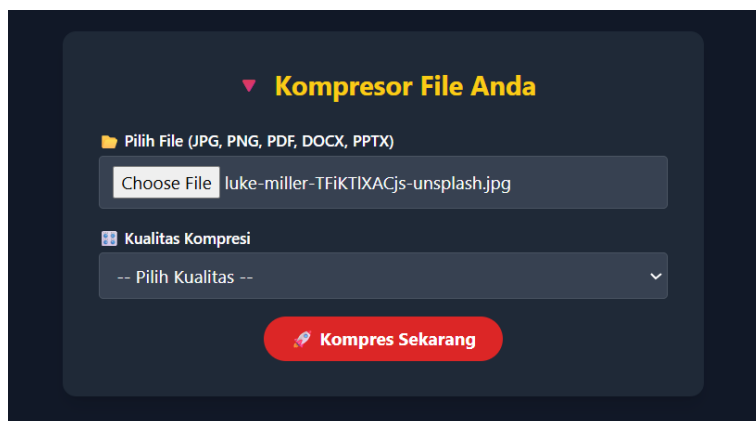 🔻 Kompresor File Anda
📂 Pilih File (JPG, PNG, PDF, DOCX, PPTX)
Choose File luke-miller-TFiKTlXACjs-unsplash.jpg
🎛️ Kualitas Kompresi
-- Pilih Kualitas --
🚀 Kompres Sekarang